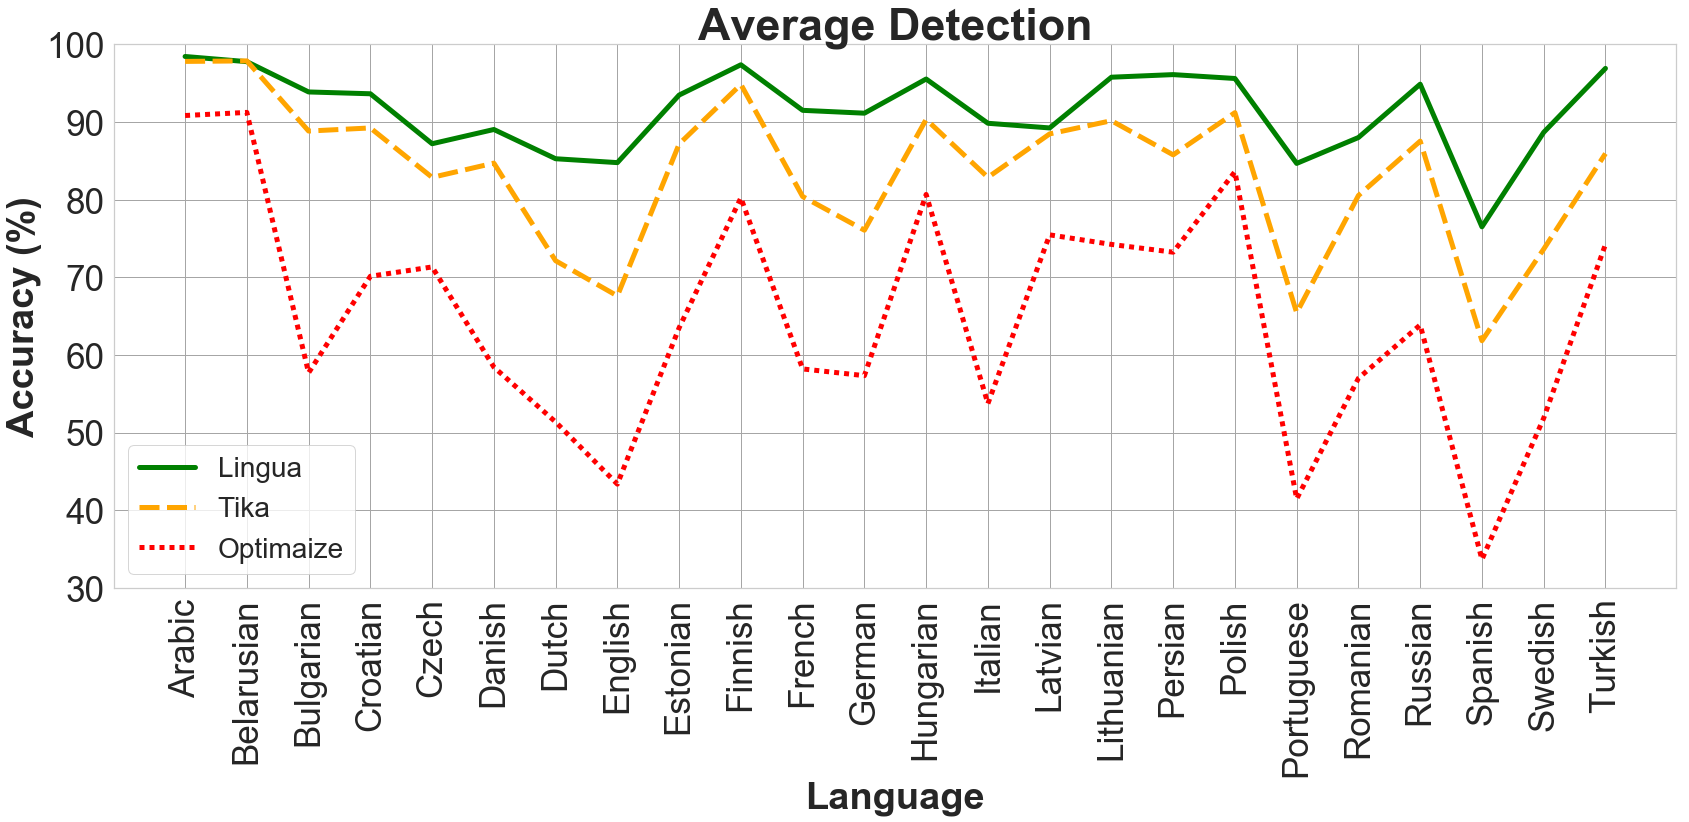 Average Detection
Accuracy (%)
100
90
80
70
60
50
40
30
Lingua
Tika
Optimaize
Arabic
Belarusian
Bulgarian
Croatian
Czech
Danish
Dutch
English
Estonian
Finnish
French
German
Hungarian
Italian
Latvian
Lithuanian
Persian
Polish
Portuguese
Romanian
Russian
Spanish
Swedish
Turkish
Language